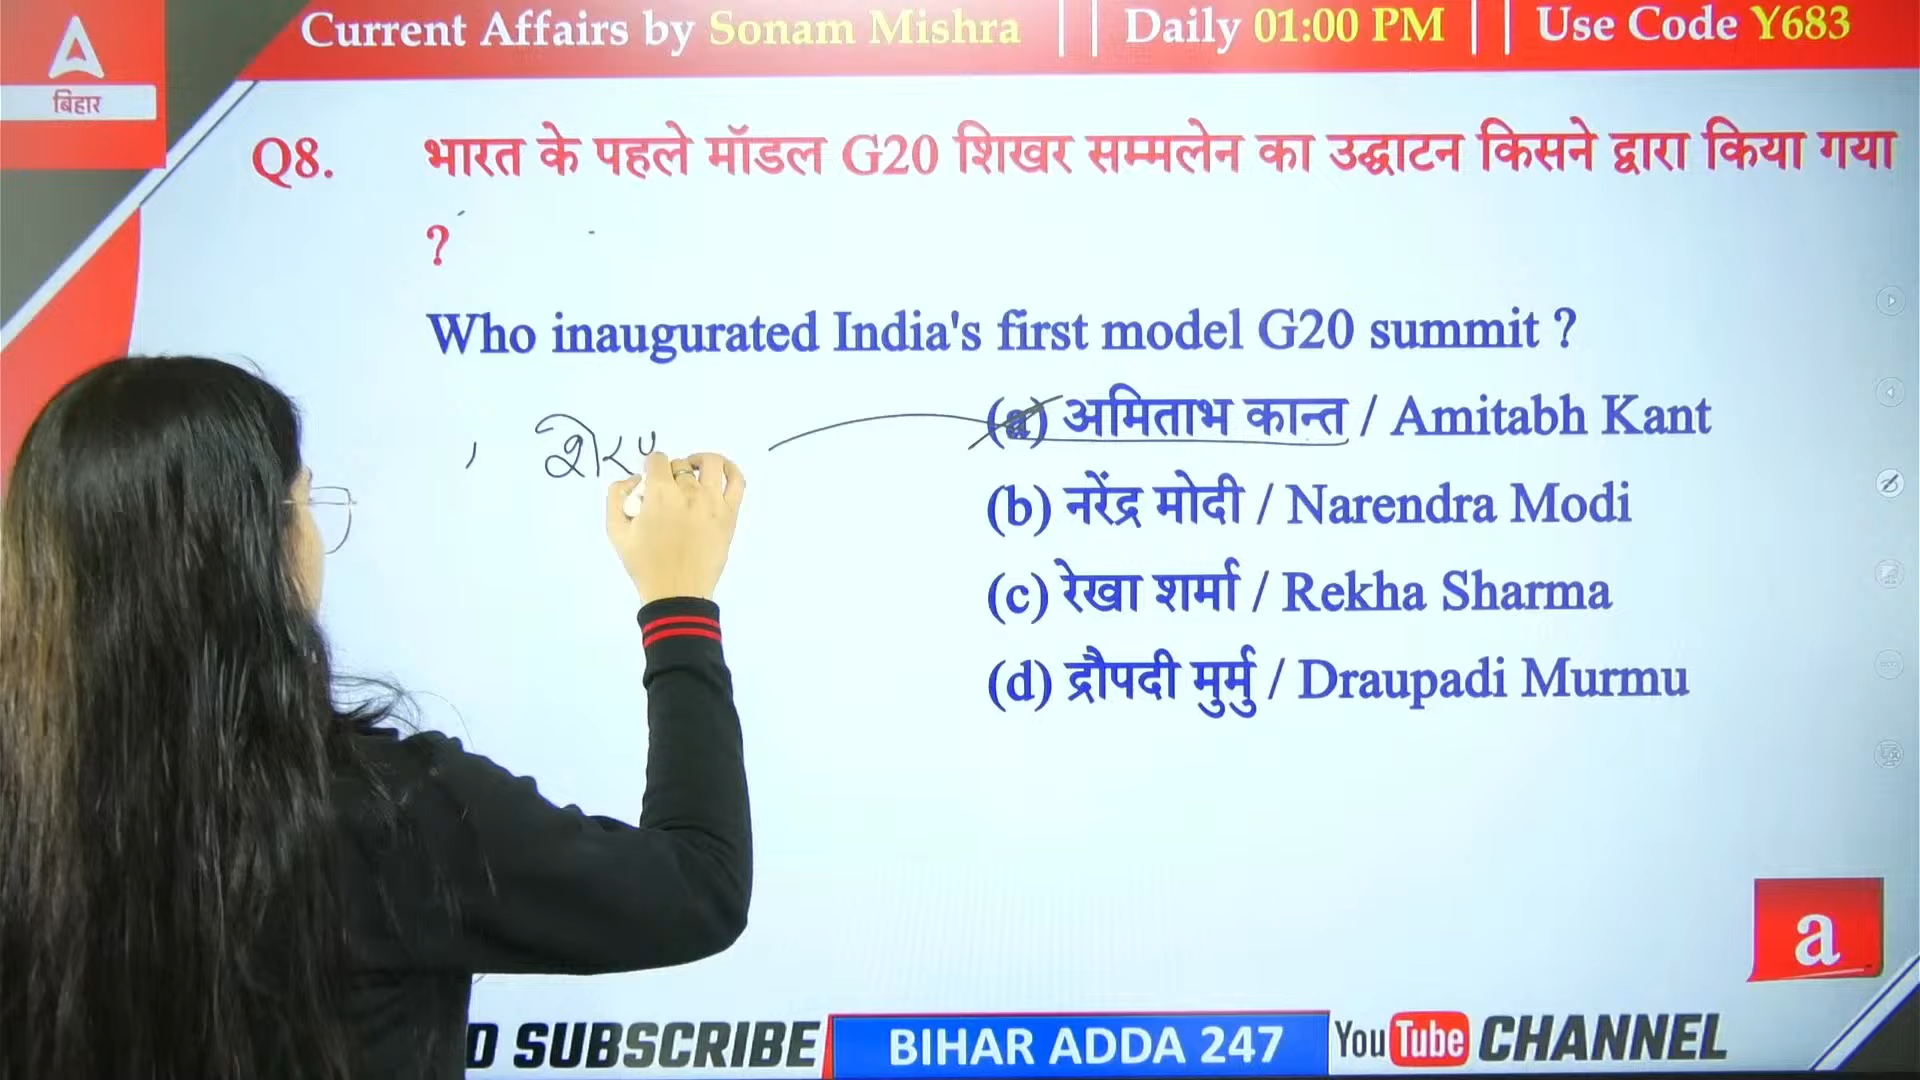 Current Affairs by Sonam Mishra || Daily 01:00 PM || Use Code Y683
बिहार
Q8. भारत के पहले मॉडल G20 शिखर सम्मलेन का उद्घाटन किसने द्वारा किया गया
?
Who inaugurated India's first model G20 summit ?
(a) अमिताभ कान्त / Amitabh Kant
(b) नरेंद्र मोदी / Narendra Modi
(c) रेखा शर्मा / Rekha Sharma
(d) द्रौपदी मुर्मु / Draupadi Murmu
a
SUBSCRIBE BIHAR ADDA 247 YouTube CHANNEL